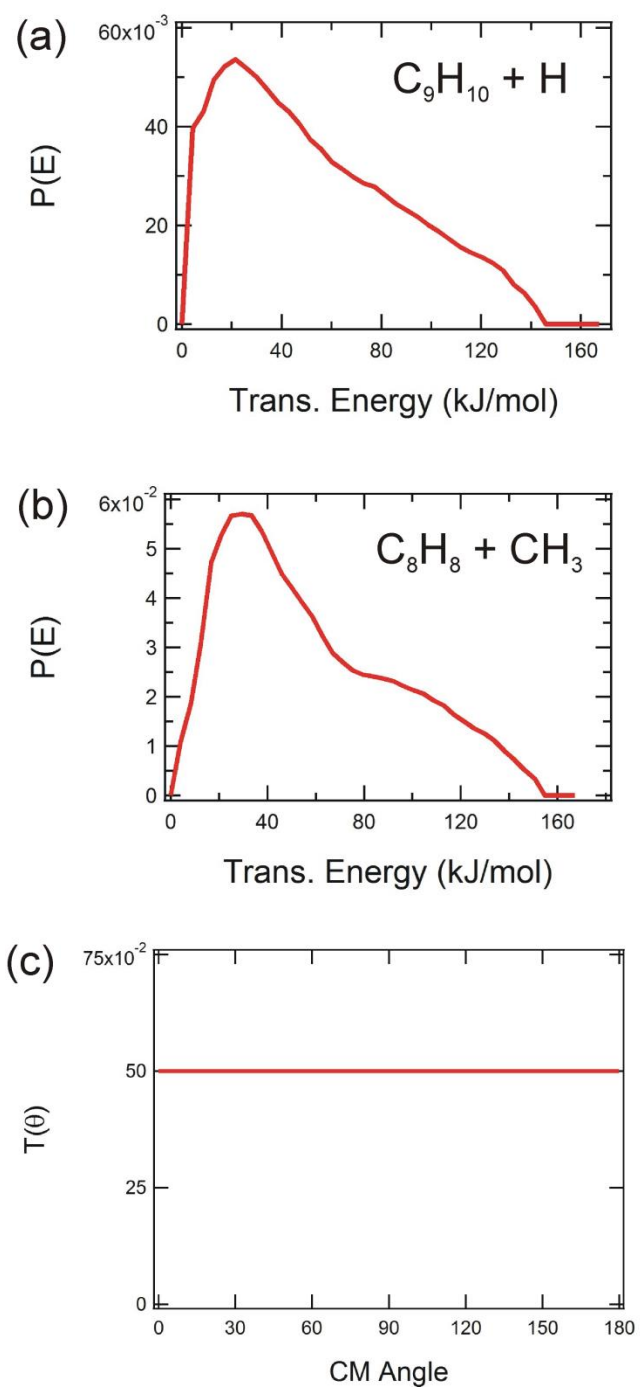 (a)
60x10⁻³
C₉H₁₀ + H
P(E)
40
20
0
0 40 80 120 160
Trans. Energy (kJ/mol)
(b)
6x10⁻²
C₈H₈ + CH₃
P(E)
5
4
3
2
1
0
0 40 80 120 160
Trans. Energy (kJ/mol)
(c)
75x10⁻²
T(θ)
50
25
0
0 30 60 90 120 150 180
CM Angle